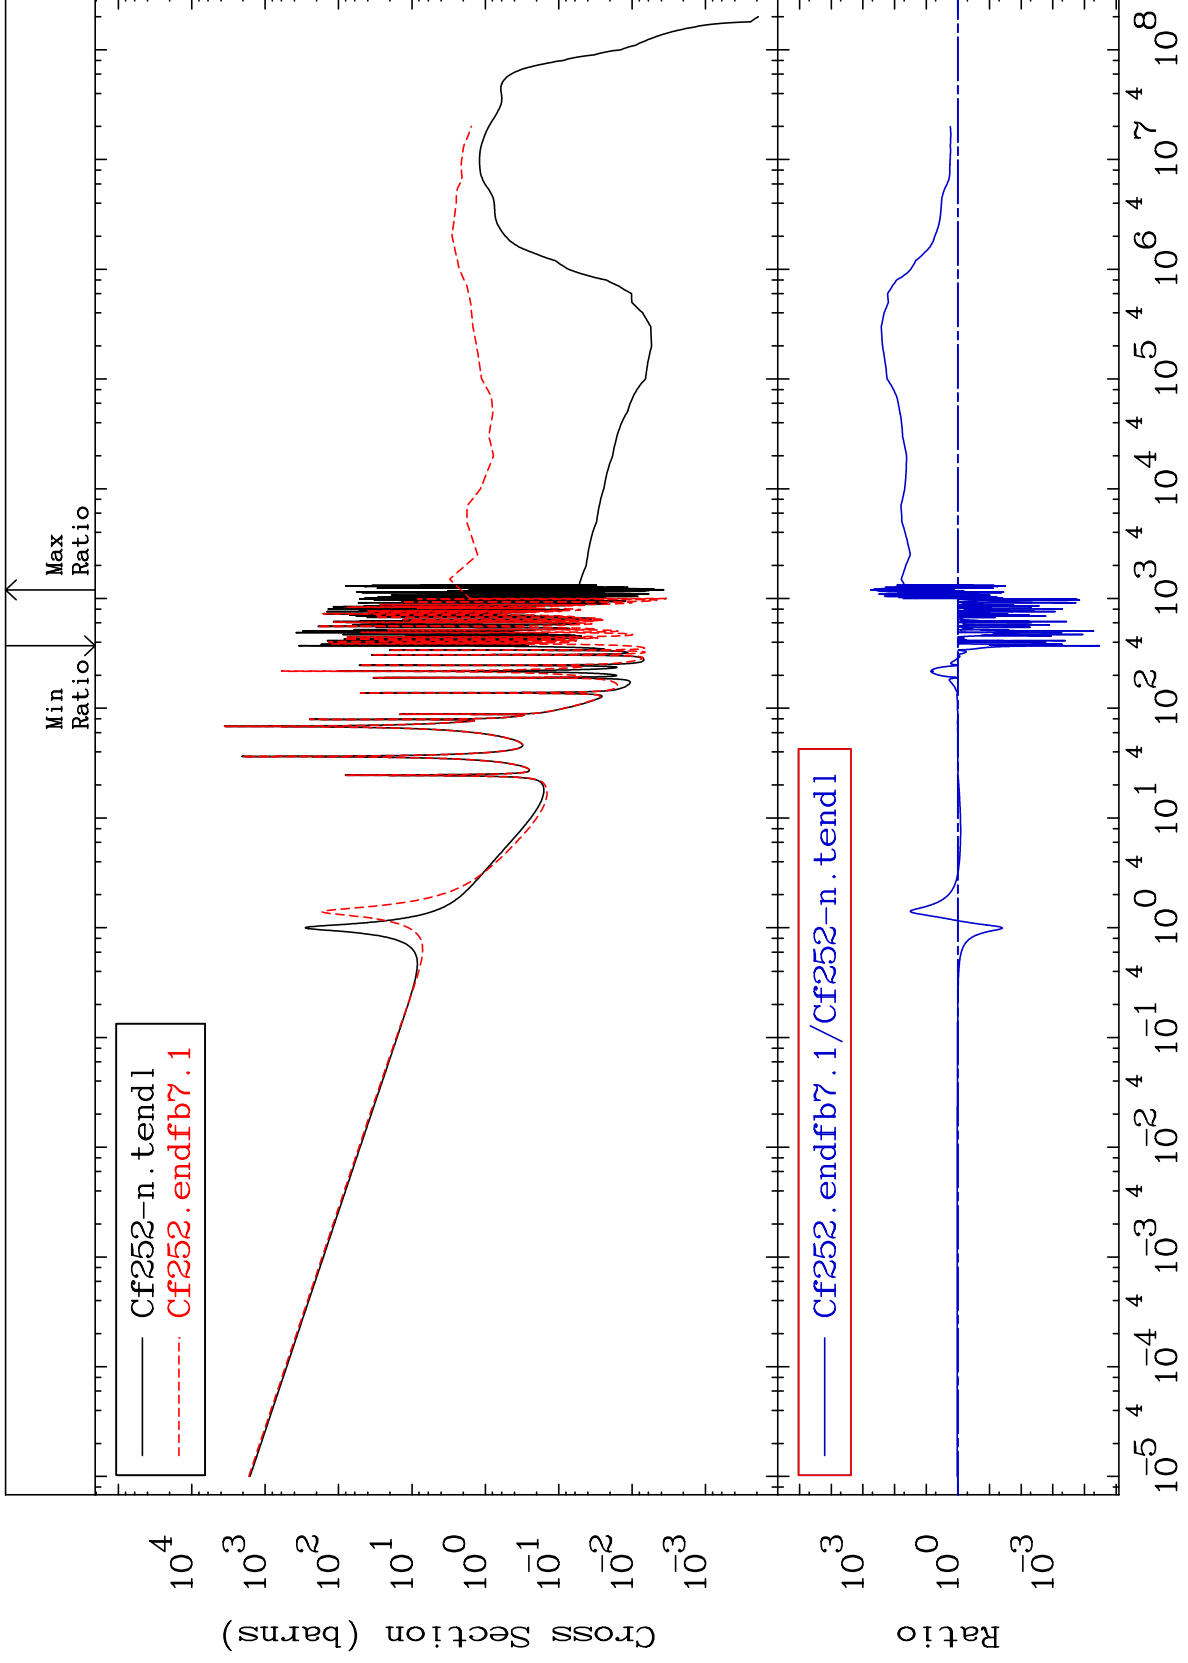 Min
Ratio
Max
Ratio
Cross Section (barns)
10^4
10^3
10^2
10^1
10^0
10^-1
10^-2
10^-3
Cf252-n.tendl
Cf252.endfb7.1
Ratio
10^3
10^0
10^-3
Cf252.endfb7.1/Cf252-n.tendl
10^-5 4 10^-4 4 10^-3 4 10^-2 4 10^-1 4 10^0 4 10^1 4 10^2 4 10^3 4 10^4 4 10^5 4 10^6 4 10^7 4 10^8